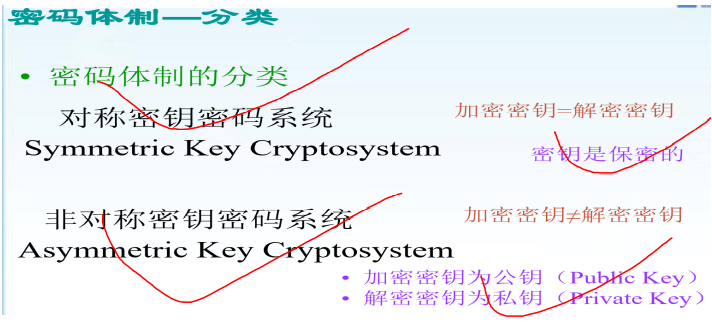 密码体制—分类
• 密码体制的分类
对称密钥密码系统
加密密钥=解密密钥
Symmetric Key Cryptosystem
密钥是保密的
非对称密钥密码系统
加密密钥≠解密密钥
Asymmetric Key Cryptosystem
• 加密密钥为公钥（Public Key）
• 解密密钥为私钥（Private Key）